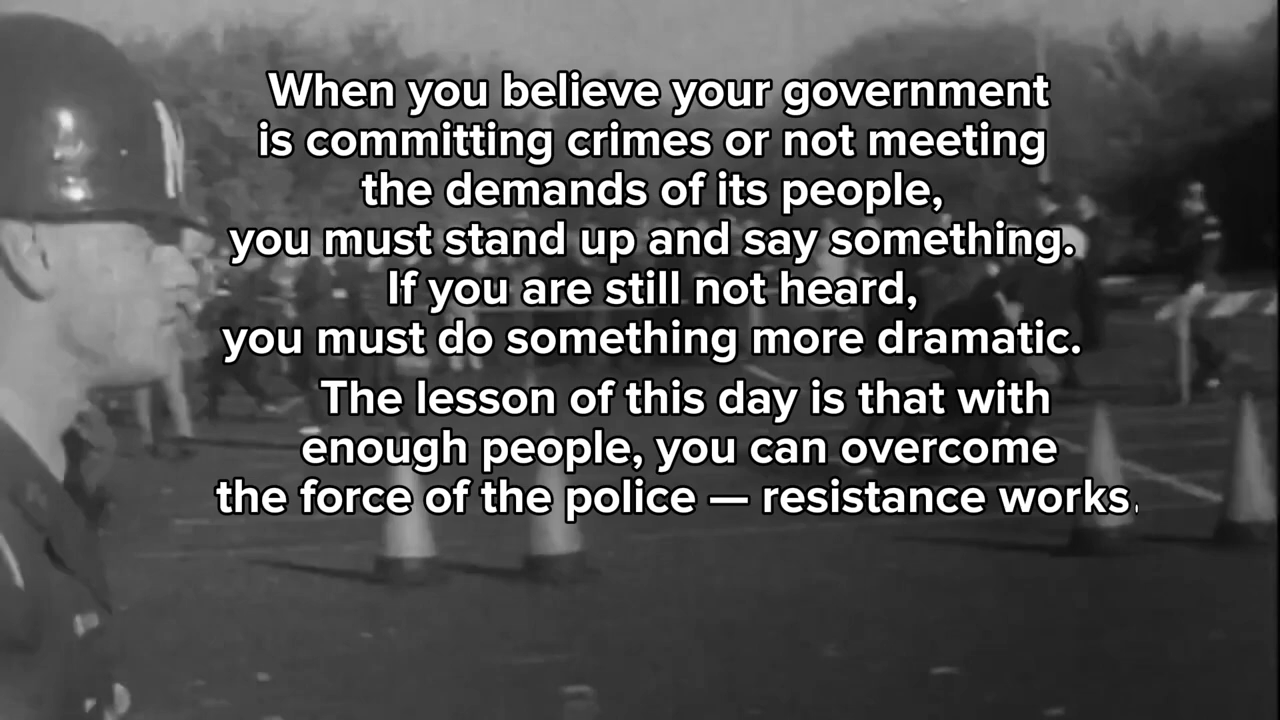 When you believe your government
is committing crimes or not meeting
the demands of its people,
you must stand up and say something.
If you are still not heard,
you must do something more dramatic.
The lesson of this day is that with
enough people, you can overcome
the force of the police — resistance works.